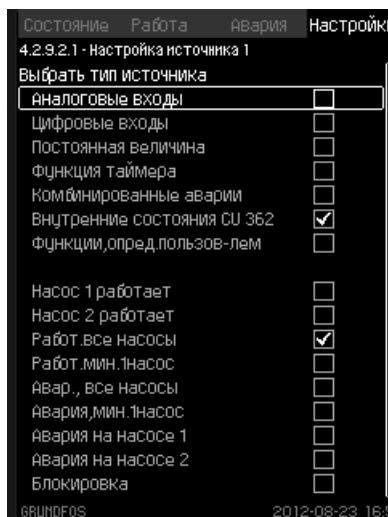 Состояние Работа Авария Настройк
4.2.9.2.1 - Настройка источника 1
Выбрать тип источника
Аналоговые входы
Цифровые входы
Постоянная величина
Функция таймера
Комбинированные аварии
Внутренние состояния CU 362
Функции,опред.пользов-лем
Насос 1 работает
Насос 2 работает
Работ.все насосы
Работ.мин.1насос
Авар., все насосы
Авария,мин.1насос
Авария на насосе 1
Авария на насосе 2
Блокировка
GRUNDFOS 2012-08-23 16: